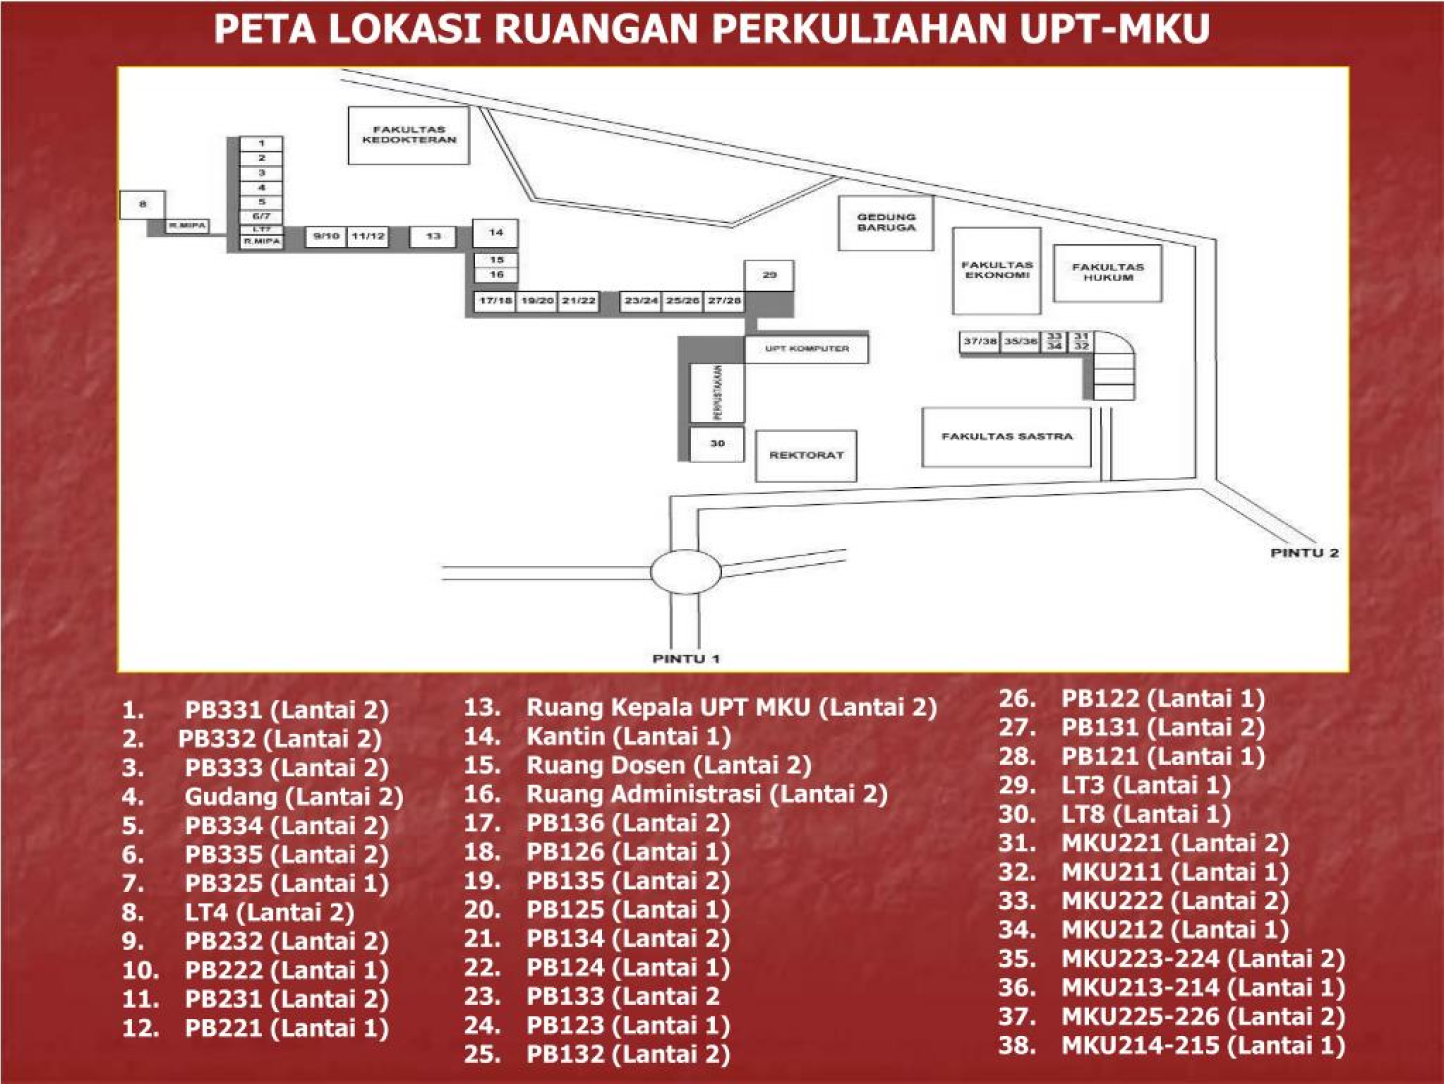 PETA LOKASI RUANGAN PERKULIAHAN UPT-MKU
FAKULTAS
KEDOKTERAN
1
2
3
4
5
6/7
LT7
R.MIPA
8
R.MIPA
9/10
11/12
13
14
15
16
17/18
19/20
21/22
23/24
25/26
27/28
29
GEDUNG
BARUGA
FAKULTAS
EKONOMI
FAKULTAS
HUKUM
UPT KOMPUTER
PERPUSTAKAAN
30
REKTORAT
37/38
35/36
33
34
31
32
FAKULTAS SASTRA
PINTU 2
PINTU 1
1. PB331 (Lantai 2)
2. PB332 (Lantai 2)
3. PB333 (Lantai 2)
4. Gudang (Lantai 2)
5. PB334 (Lantai 2)
6. PB335 (Lantai 2)
7. PB325 (Lantai 1)
8. LT4 (Lantai 2)
9. PB232 (Lantai 2)
10. PB222 (Lantai 1)
11. PB231 (Lantai 2)
12. PB221 (Lantai 1)
13. Ruang Kepala UPT MKU (Lantai 2)
14. Kantin (Lantai 1)
15. Ruang Dosen (Lantai 2)
16. Ruang Administrasi (Lantai 2)
17. PB136 (Lantai 2)
18. PB126 (Lantai 1)
19. PB135 (Lantai 2)
20. PB125 (Lantai 1)
21. PB134 (Lantai 2)
22. PB124 (Lantai 1)
23. PB133 (Lantai 2
24. PB123 (Lantai 1)
25. PB132 (Lantai 2)
26. PB122 (Lantai 1)
27. PB131 (Lantai 2)
28. PB121 (Lantai 1)
29. LT3 (Lantai 1)
30. LT8 (Lantai 1)
31. MKU221 (Lantai 2)
32. MKU211 (Lantai 1)
33. MKU222 (Lantai 2)
34. MKU212 (Lantai 1)
35. MKU223-224 (Lantai 2)
36. MKU213-214 (Lantai 1)
37. MKU225-226 (Lantai 2)
38. MKU214-215 (Lantai 1)